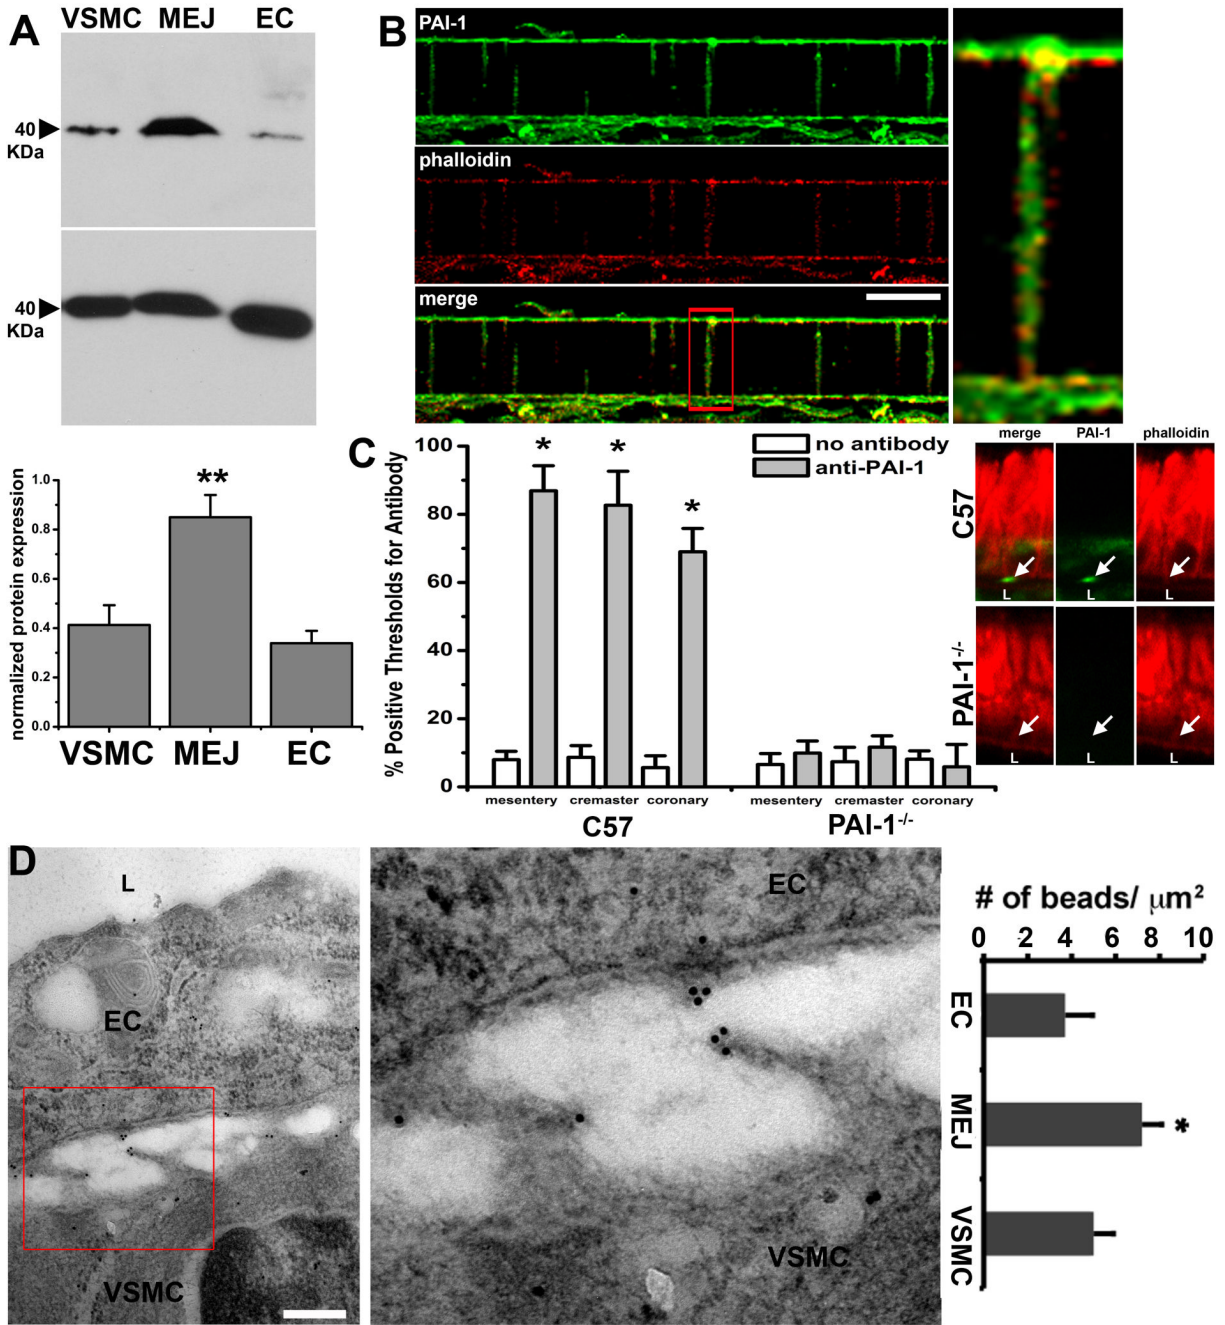 A
VSMC MEJ EC
40
KDa
40
KDa
normalized protein expression
1.0
0.8
0.6
0.4
0.2
0.0
**
VSMC MEJ EC
B
PAI-1
phalloidin
merge
C
% Positive Thresholds for Antibody
100
80
60
40
20
0
* * *
no antibody
anti-PAI-1
mesentery cremaster coronary
mesentery cremaster coronary
C57
PAI-1-/-
merge PAI-1 phalloidin
C57
L L L
PAI-1-/-
L L L
D
L
EC
VSMC
EC
VSMC
# of beads/ μm²
0 2 4 6 8 10
EC
MEJ
*
VSMC